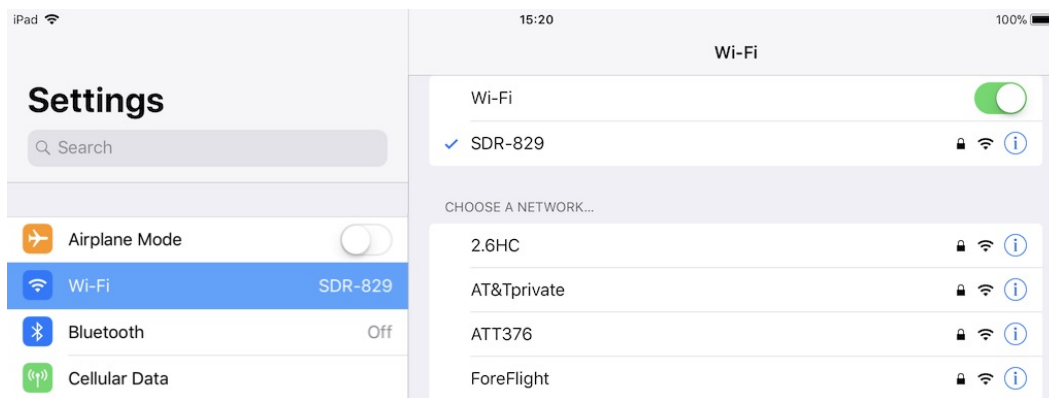 iPad 15:20 100%
Settings
Search
Airplane Mode
Wi-Fi SDR-829
Bluetooth Off
Cellular Data
Wi-Fi
Wi-Fi
SDR-829
CHOOSE A NETWORK...
2.6HC
AT&Tprivate
ATT376
ForeFlight